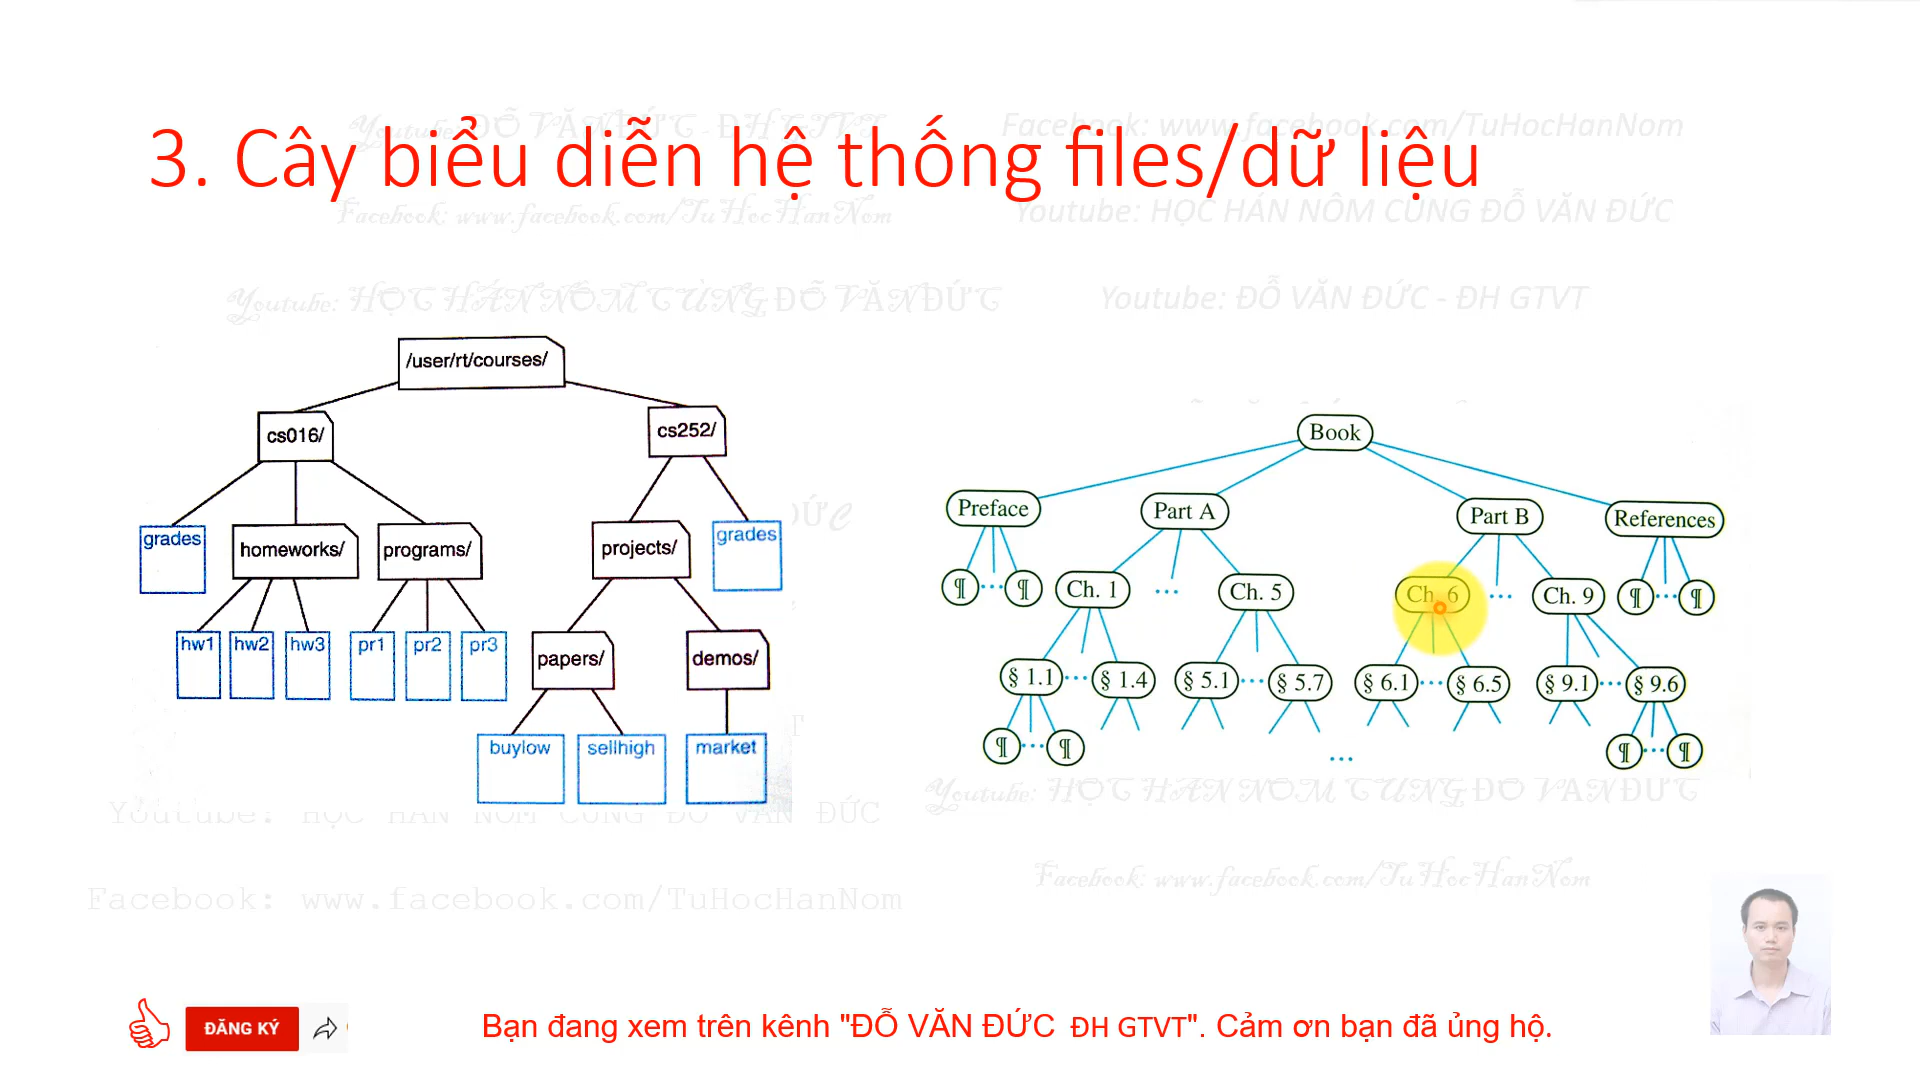 Youtube: ĐỖ VĂN ĐỨC - ĐH GTVT
Facebook: www.facebook.com/TuHocHanNom
3. Cây biểu diễn hệ thống files/dữ liệu
Facebook: www.facebook.com/TuHocHanNom
Youtube: HỌC HÁN NÔM CÙNG ĐỖ VĂN ĐỨC
Youtube: HỌC HÁN NÔM CÙNG ĐỖ VĂN ĐỨC
Youtube: ĐỖ VĂN ĐỨC - ĐH GTVT
/user/rt/courses/
cs016/
cs252/
grades
homeworks/
programs/
projects/
grades
hw1
hw2
hw3
pr1
pr2
pr3
papers/
demos/
buylow
sellhigh
market
Book
Preface
Part A
Part B
References
¶ ... ¶
Ch. 1
...
Ch. 5
Ch. 6
...
Ch. 9
¶ ... ¶
§ 1.1 ... § 1.4
§ 5.1 ... § 5.7
§ 6.1 ... § 6.5
§ 9.1 ... § 9.6
¶ ... ¶
...
¶ ... ¶
Youtube: HỌC HÁN NÔM CÙNG ĐỖ VĂN ĐỨC
Youtube: HỌC HÁN NÔM CÙNG ĐỖ VĂN ĐỨC
Facebook: www.facebook.com/TuHocHanNom
Facebook: www.facebook.com/TuHocHanNom
ĐĂNG KÝ
Bạn đang xem trên kênh "ĐỖ VĂN ĐỨC ĐH GTVT". Cảm ơn bạn đã ủng hộ.